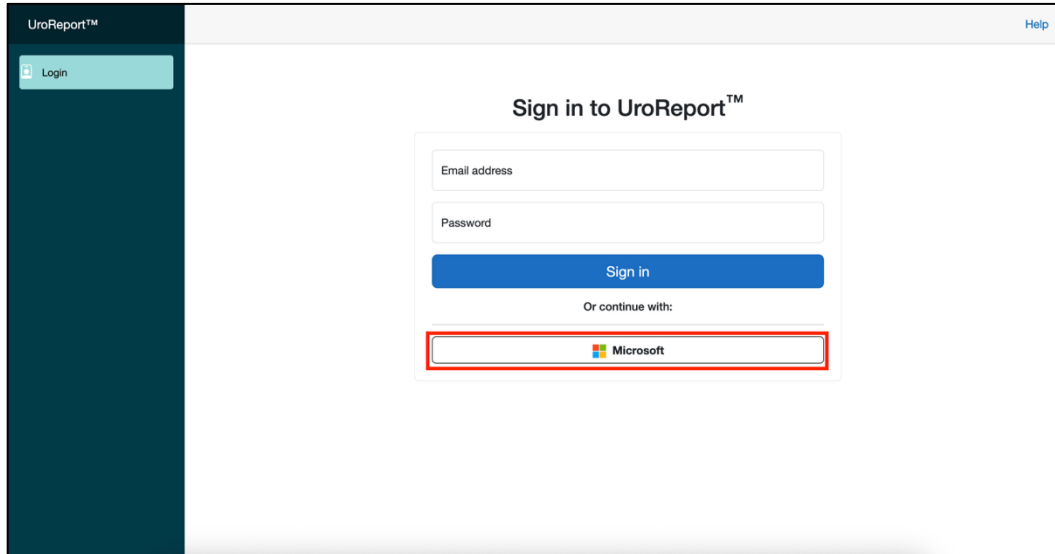 UroReport™
Help
Login
Sign in to UroReport™
Email address
Password
Sign in
Or continue with:
Microsoft